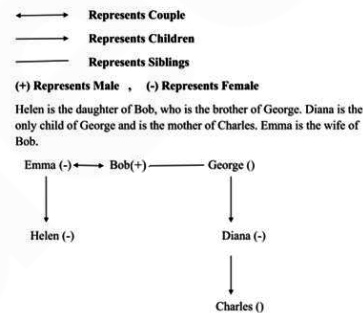 Represents Couple
Represents Children
Represents Siblings
(+) Represents Male , (-) Represents Female
Helen is the daughter of Bob, who is the brother of George. Diana is the
only child of George and is the mother of Charles. Emma is the wife of
Bob.
Emma (-) Bob(+) George ()
Helen (-) Diana (-)
Charles ()